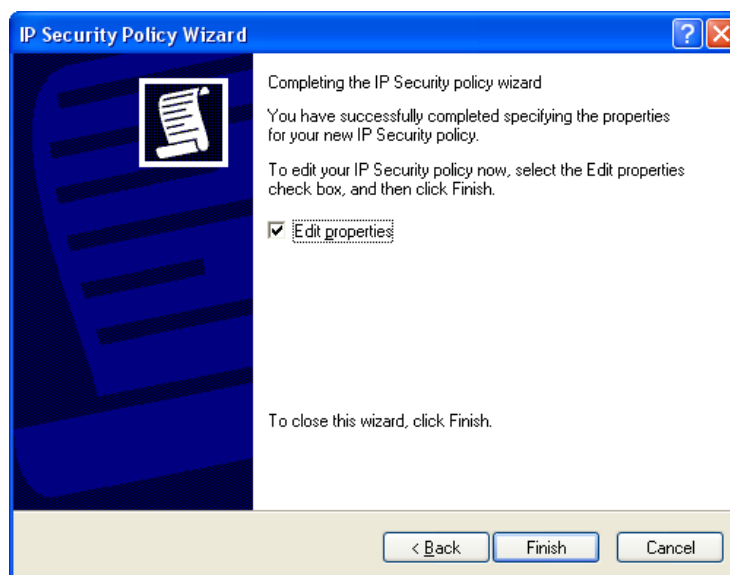 IP Security Policy Wizard
Completing the IP Security policy wizard
You have successfully completed specifying the properties
for your new IP Security policy.
To edit your IP Security policy now, select the Edit properties
check box, and then click Finish.
Edit properties
To close this wizard, click Finish.
< Back Finish Cancel